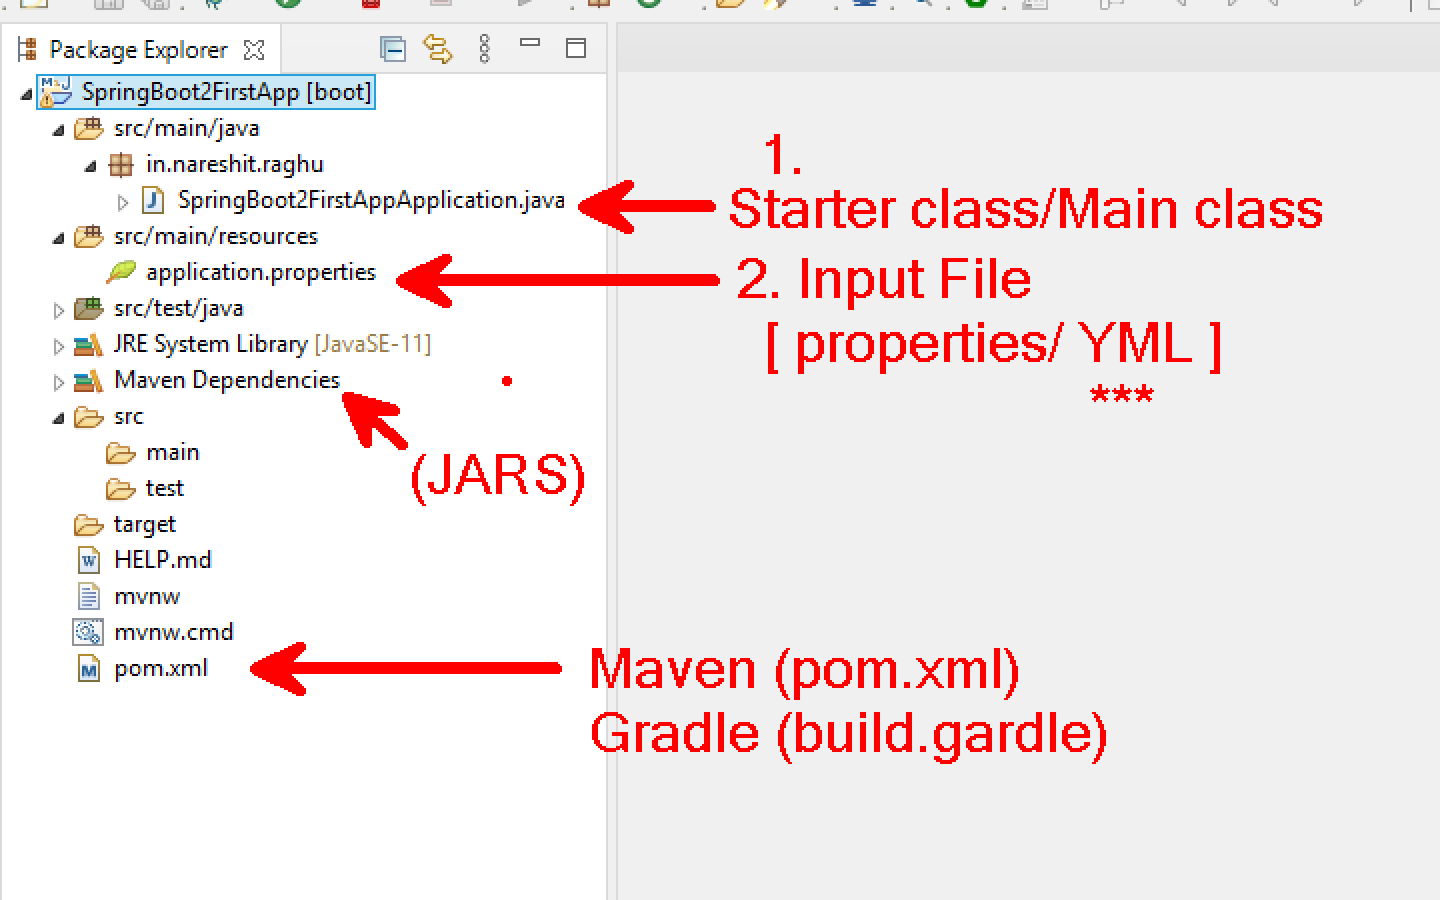 Package Explorer
SpringBoot2FirstApp [boot]
src/main/java
in.nareshit.raghu
1.
SpringBoot2FirstAppApplication.java
Starter class/Main class
src/main/resources
application.properties
2. Input File
src/test/java
JRE System Library [JavaSE-11]
[ properties/ YML ]
Maven Dependencies
***
src
main
(JARS)
test
target
HELP.md
mvnw
mvnw.cmd
pom.xml
Maven (pom.xml)
Gradle (build.gardle)